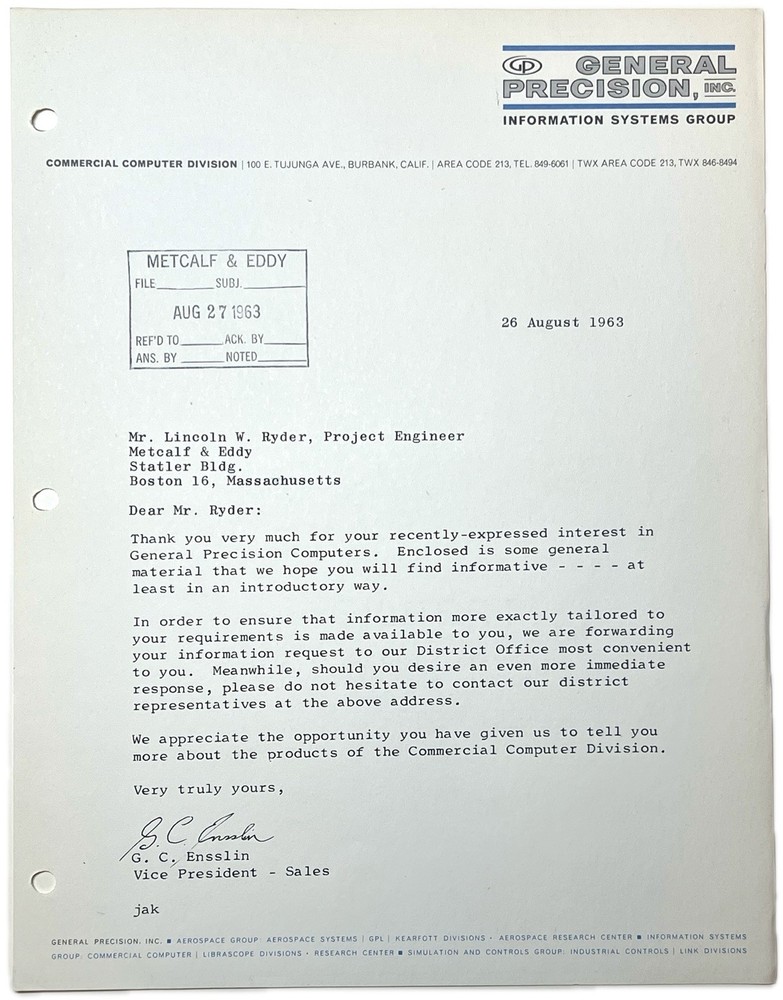 GP GENERAL
PRECISION, INC.
INFORMATION SYSTEMS GROUP
COMMERCIAL COMPUTER DIVISION | 100 E. TUJUNGA AVE., BURBANK, CALIF. | AREA CODE 213, TEL. 849-6061 | TWX AREA CODE 213, TWX 846-8494
METCALF & EDDY
FILE________SUBJ.________
AUG 27 1963
REF'D TO______ACK. BY______
ANS. BY ______NOTED______
26 August 1963
Mr. Lincoln W. Ryder, Project Engineer
Metcalf & Eddy
Statler Bldg.
Boston 16, Massachusetts
Dear Mr. Ryder:
Thank you very much for your recently-expressed interest in
General Precision Computers.  Enclosed is some general
material that we hope you will find informative - - - - at
least in an introductory way.
In order to ensure that information more exactly tailored to
your requirements is made available to you, we are forwarding
your information request to our District Office most convenient
to you.  Meanwhile, should you desire an even more immediate
response, please do not hesitate to contact our district
representatives at the above address.
We appreciate the opportunity you have given us to tell you
more about the products of the Commercial Computer Division.
Very truly yours,
G. C. Ensslin
G. C. Ensslin
Vice President - Sales
jak
GENERAL PRECISION, INC. ■ AEROSPACE GROUP: AEROSPACE SYSTEMS | GPL | KEARFOTT DIVISIONS · AEROSPACE RESEARCH CENTER ■ INFORMATION SYSTEMS
GROUP: COMMERCIAL COMPUTER | LIBRASCOPE DIVISIONS · RESEARCH CENTER ■ SIMULATION AND CONTROLS GROUP: INDUSTRIAL CONTROLS | LINK DIVISIONS